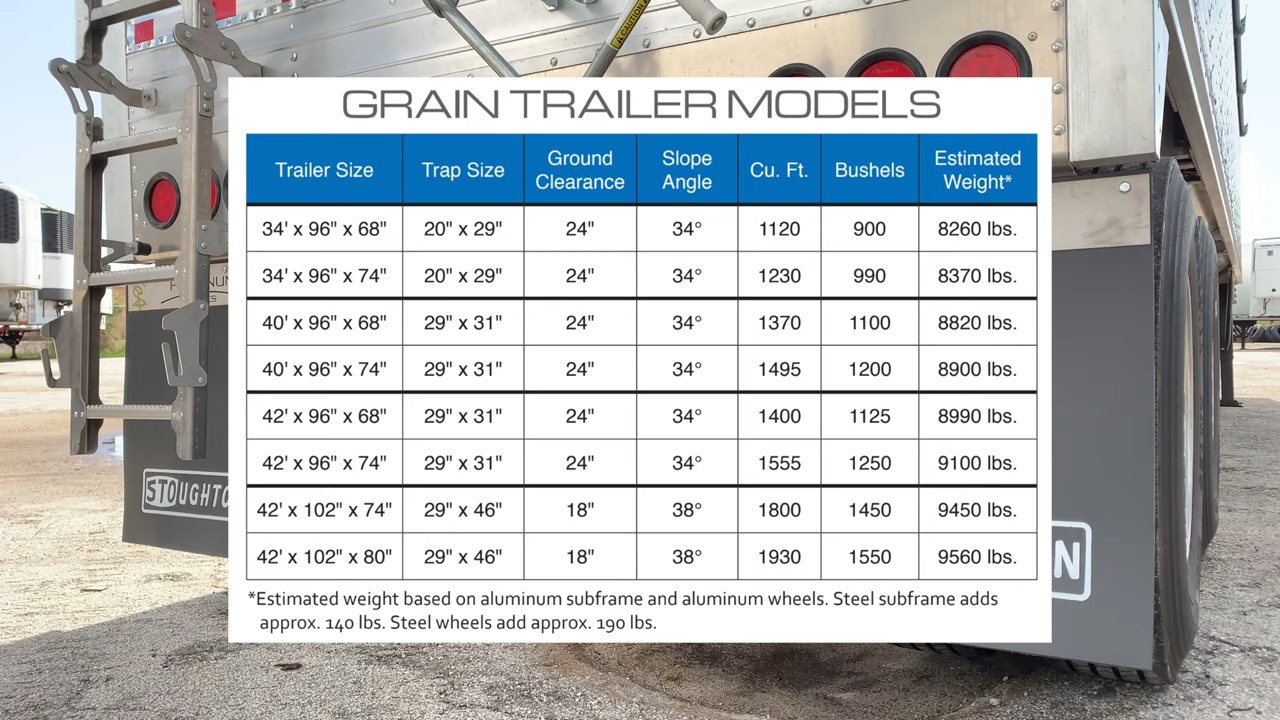 CAUTION
GRAIN TRAILER MODELS
Trailer Size Trap Size Ground Clearance Slope Angle Cu. Ft. Bushels Estimated Weight*
34' x 96" x 68" 20" x 29" 24" 34° 1120 900 8260 lbs.
34' x 96" x 74" 20" x 29" 24" 34° 1230 990 8370 lbs.
40' x 96" x 68" 29" x 31" 24" 34° 1370 1100 8820 lbs.
40' x 96" x 74" 29" x 31" 24" 34° 1495 1200 8900 lbs.
42' x 96" x 68" 29" x 31" 24" 34° 1400 1125 8990 lbs.
42' x 96" x 74" 29" x 31" 24" 34° 1555 1250 9100 lbs.
42' x 102" x 74" 29" x 46" 18" 38° 1800 1450 9450 lbs.
42' x 102" x 80" 29" x 46" 18" 38° 1930 1550 9560 lbs.
*Estimated weight based on aluminum subframe and aluminum wheels. Steel subframe adds
approx. 140 lbs. Steel wheels add approx. 190 lbs.
STOUGHTO
N